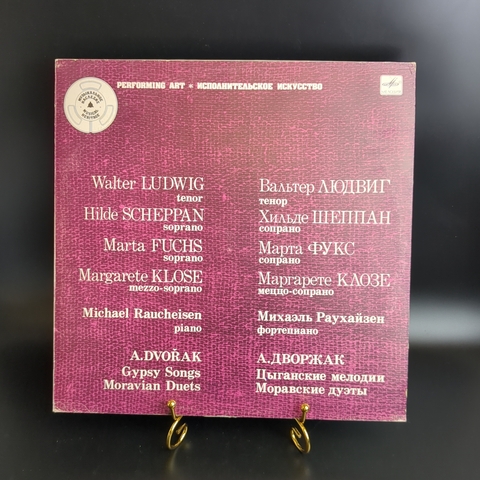 PERFORMING ART • ИСПОЛНИТЕЛЬСКОЕ ИСКУССТВО
Walter LUDWIG
tenor
Hilde SCHEPPAN
soprano
Marta FUCHS
soprano
Margarete KLOSE
mezzo-soprano
Michael Raucheisen
piano
A.DVOŘAK
Gypsy Songs
Moravian Duets
Вальтер ЛЮДВИГ
тенор
Хильде ШЕППАН
сопрано
Марта ФУКС
сопрано
Маргарете КЛОЗЕ
меццо-сопрано
Михаэль Раухайзен
фортепиано
А.ДВОРЖАК
Цыганские мелодии
Моравские дуэты